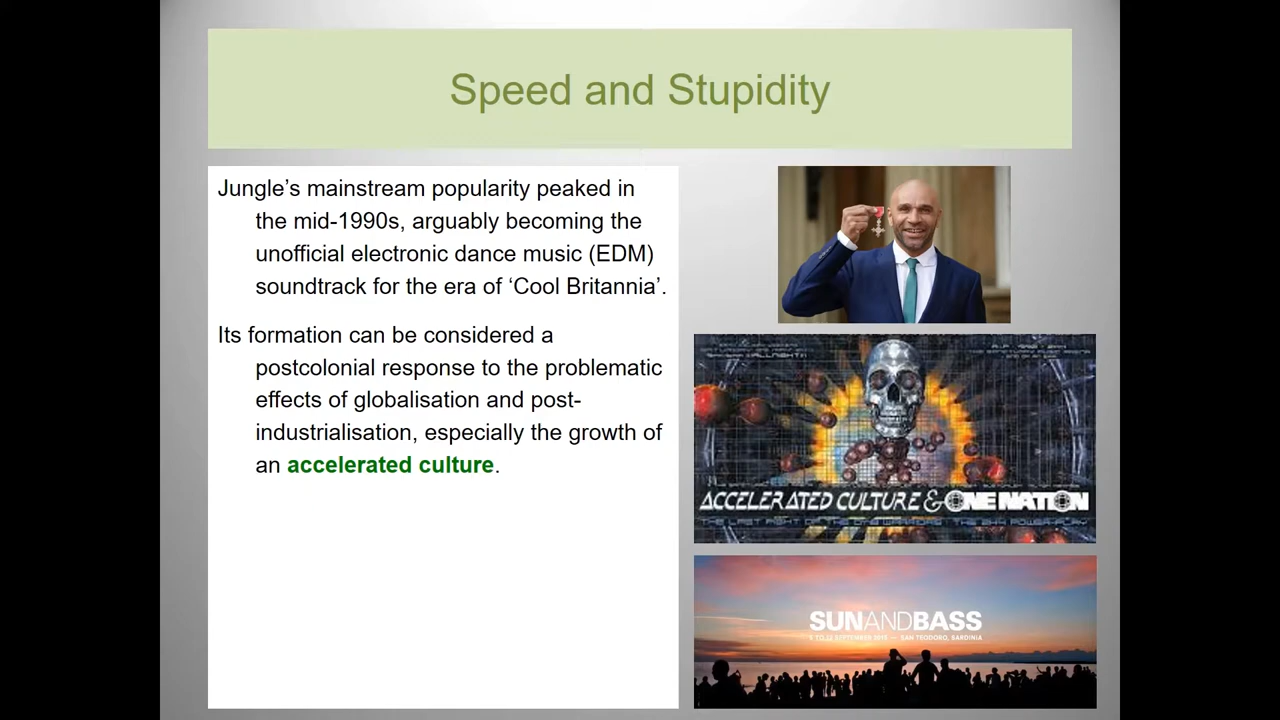 Speed and Stupidity
Jungle’s mainstream popularity peaked in
the mid-1990s, arguably becoming the
unofficial electronic dance music (EDM)
soundtrack for the era of ‘Cool Britannia’.
Its formation can be considered a
postcolonial response to the problematic
effects of globalisation and post-
industrialisation, especially the growth of
an accelerated culture.
ACCELERATED CULTURE & ONE NATION
SUNANDBASS
SEPTEMBER
SAN TEODORO, SARDINIA